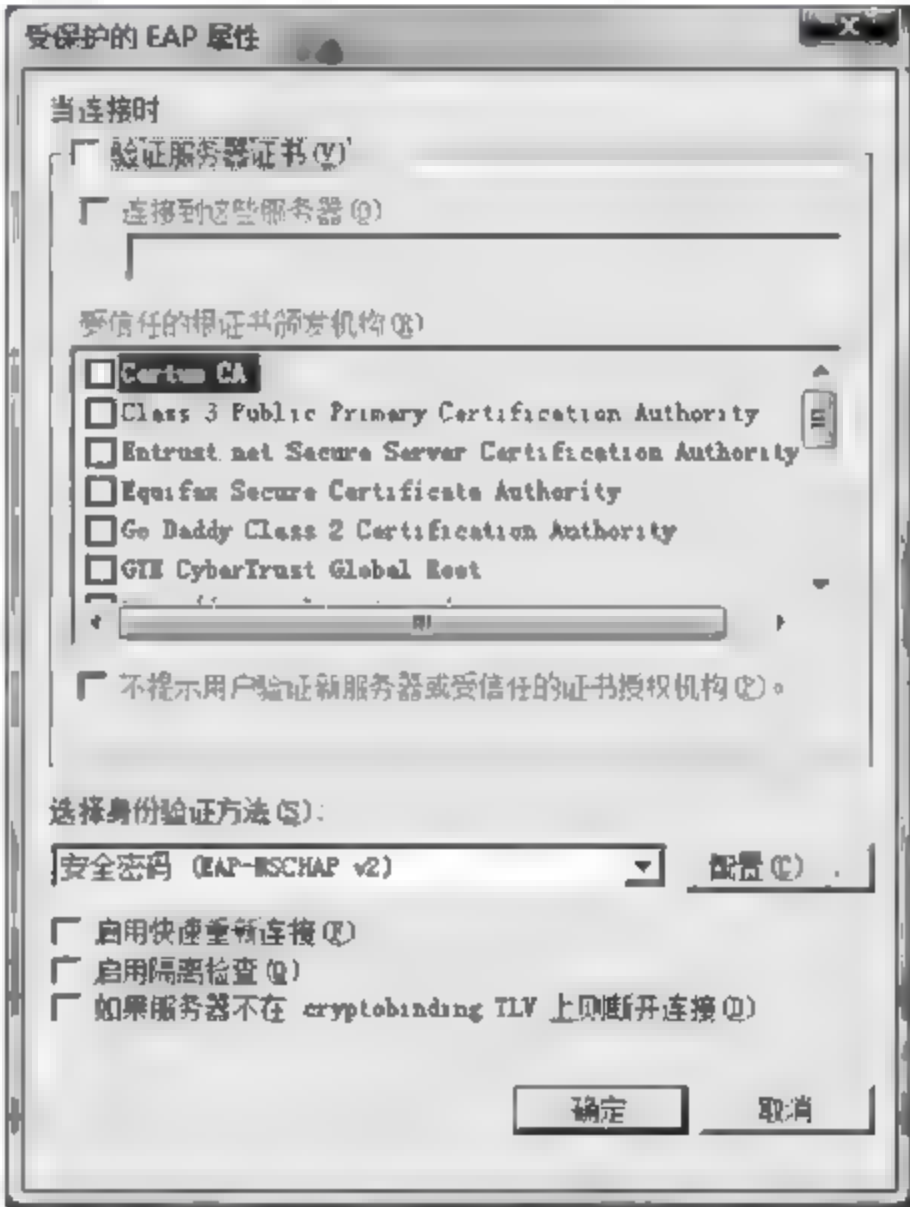 受保护的 EAP 属性
当连接时
验证服务器证书(V)
连接到这些服务器(O)
受信任的根证书颁发机构(R)
Certum CA
Class 3 Public Primary Certification Authority
Entrust.net Secure Server Certification Authority
Equifax Secure Certificate Authority
Go Daddy Class 2 Certification Authority
GTE CyberTrust Global Root
不提示用户验证新服务器或受信任的证书授权机构(P)。
选择身份验证方法(S):
安全密码 (EAP-MSCHAP v2)
配置(C)
启用快速重新连接(F)
启用隔离检查(Q)
如果服务器不在 cryptobinding TLV 上则断开连接(D)
确定 取消